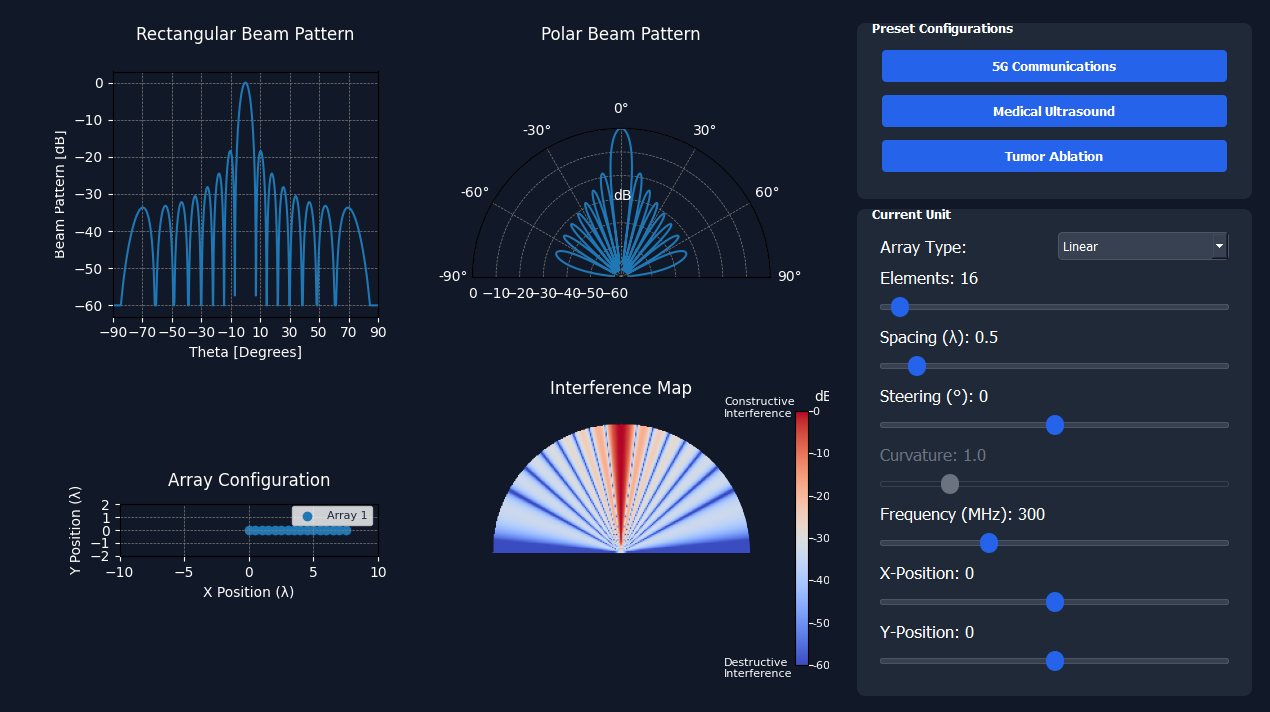 Rectangular Beam Pattern
0
−10
−20
−30
−40
−50
−60
Beam Pattern [dB]
−90 −70 −50 −30 −10 10 30 50 70 90
Theta [Degrees]
Polar Beam Pattern
0°
-30° 30°
-60° 60°
dB
-90° 90°
0 −10 −20 −30 −40 −50 −60
Array Configuration
Y Position (λ)
2
1
0
−1
−2
Array 1
−10 −5 0 5 10
X Position (λ)
Interference Map
Constructive
Interference
0
-10
-20
-30
-40
-50
-60
Destructive
Interference
Preset Configurations
5G Communications
Medical Ultrasound
Tumor Ablation
Current Unit
Array Type: Linear
Elements: 16
Spacing (λ): 0.5
Steering (°): 0
Curvature: 1.0
Frequency (MHz): 300
X-Position: 0
Y-Position: 0